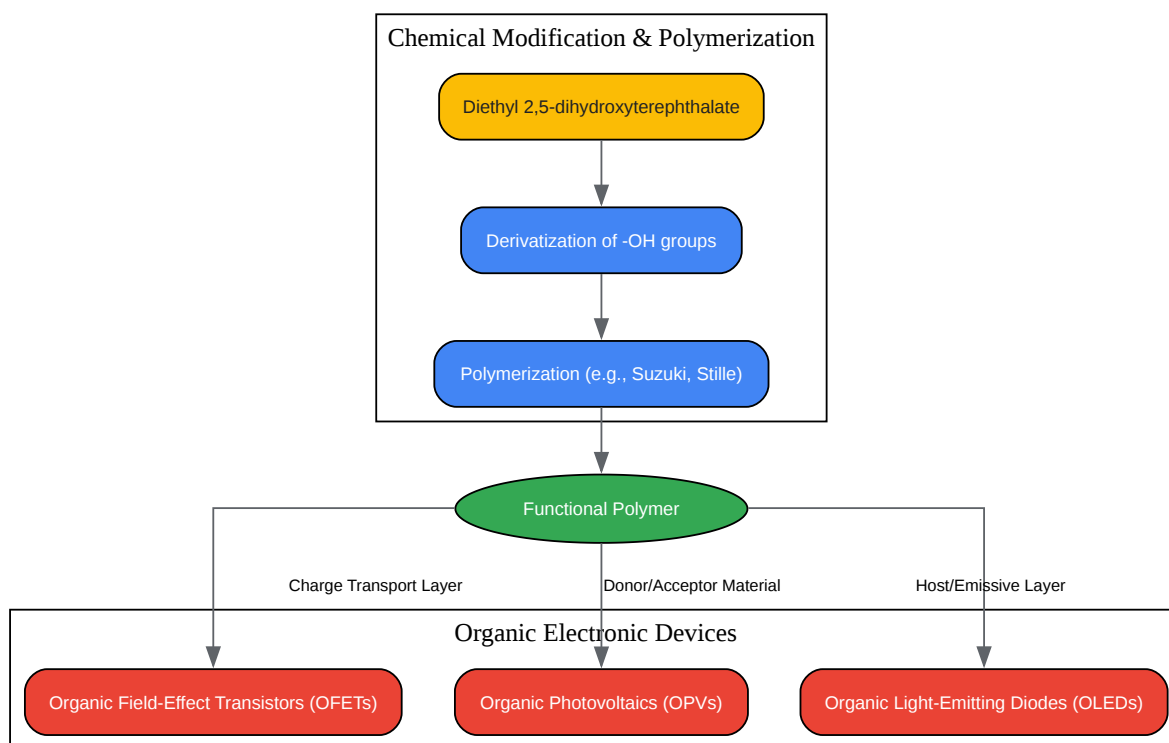 Chemical Modification & Polymerization
Diethyl 2,5-dihydroxyterephthalate
Derivatization of -OH groups
Polymerization (e.g., Suzuki, Stille)
Functional Polymer
Charge Transport Layer
Donor/Acceptor Material
Host/Emissive Layer
Organic Electronic Devices
Organic Field-Effect Transistors (OFETs)
Organic Photovoltaics (OPVs)
Organic Light-Emitting Diodes (OLEDs)